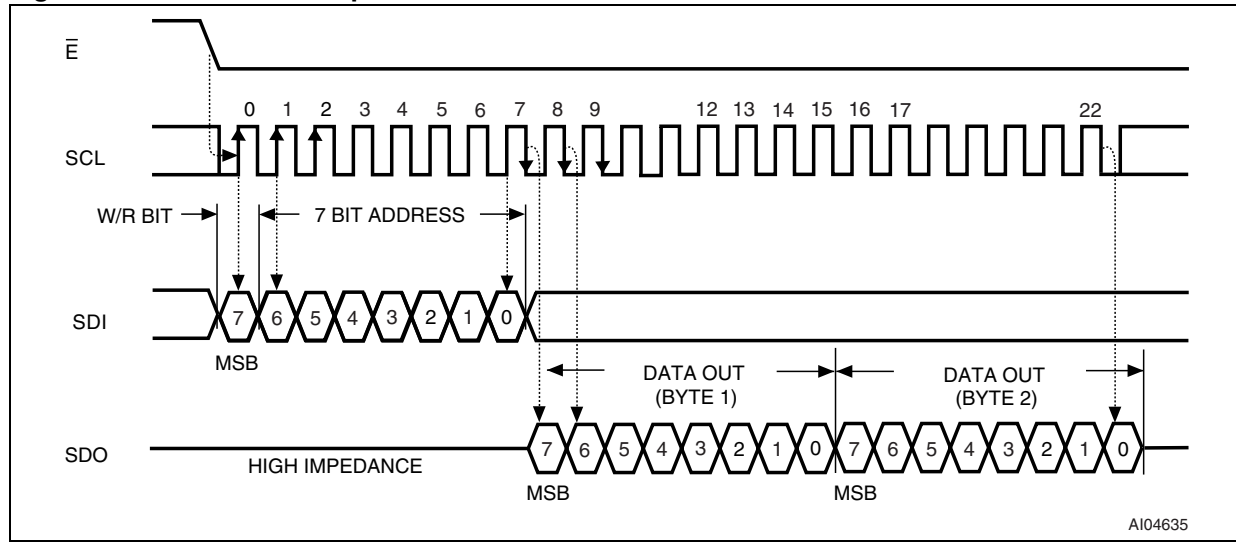 E̅
0 1 2 3 4 5 6 7 8 9 12 13 14 15 16 17 22
SCL
W/R BIT 7 BIT ADDRESS
SDI 7 6 5 4 3 2 1 0
MSB
DATA OUT DATA OUT
(BYTE 1) (BYTE 2)
SDO 7 6 5 4 3 2 1 0 7 6 5 4 3 2 1 0
HIGH IMPEDANCE
MSB MSB
AI04635